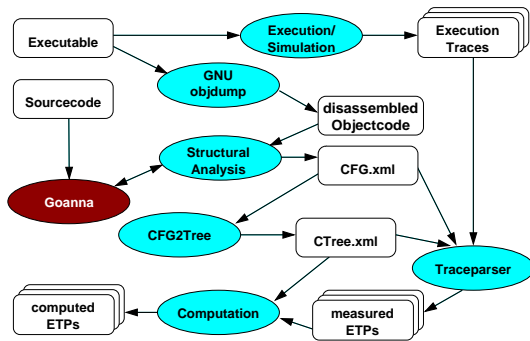 Executable
Execution/
Simulation
Execution
Traces
GNU
objdump
Sourcecode
disassembled
Objectcode
Structural
Analysis
CFG.xml
Goanna
CFG2Tree
CTree.xml
Traceparser
computed
ETPs
Computation
measured
ETPs